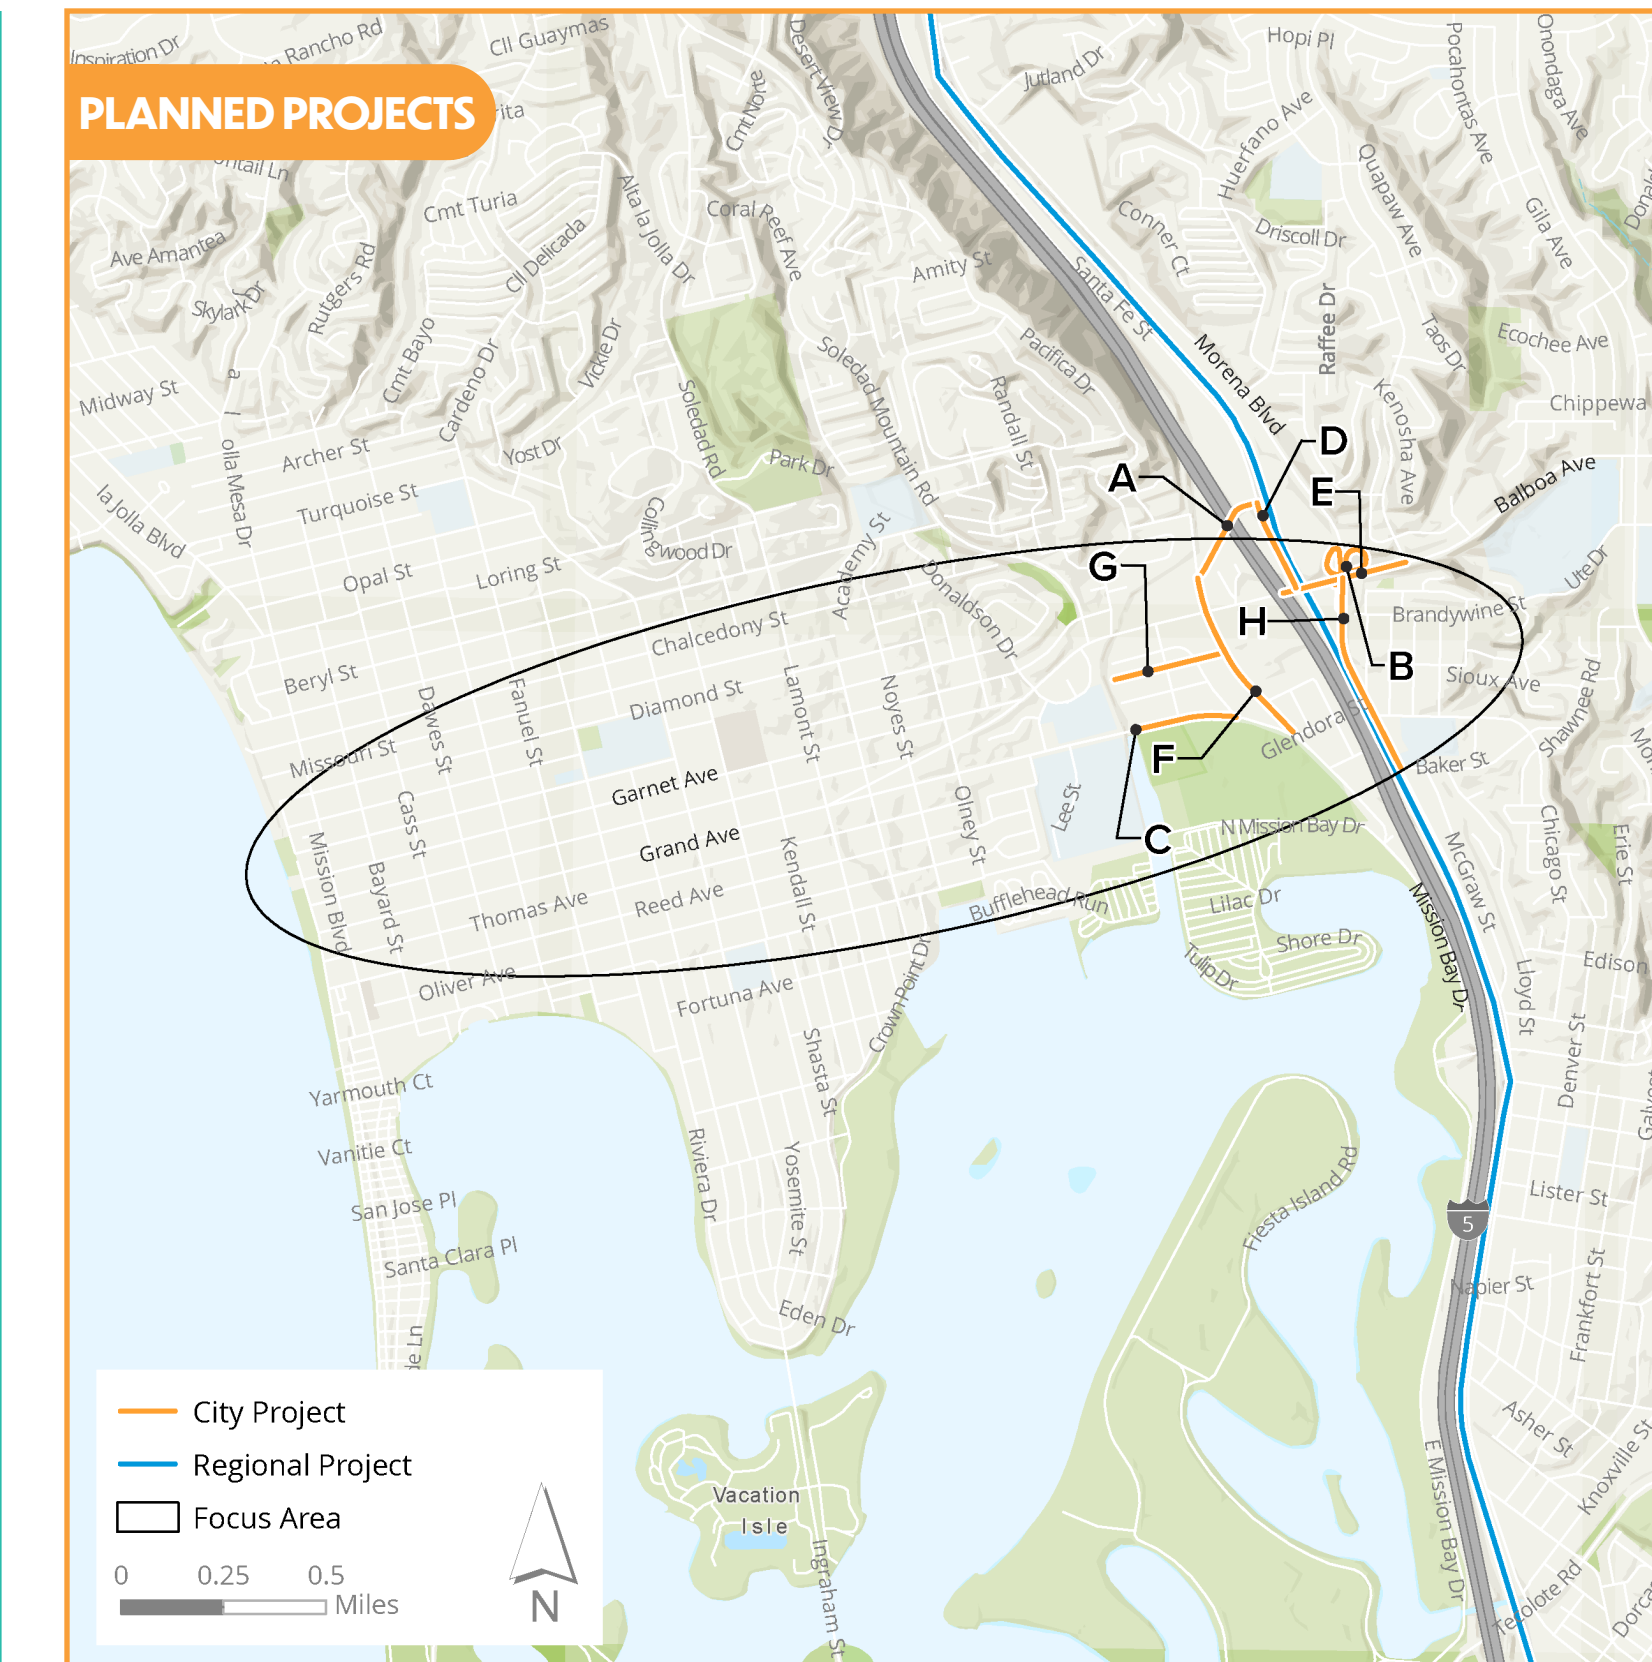 Inspiration Dr
Rancho Rd
Cll Guaymas
Desert View Dr
Jutland Dr
Hopi Pl
Pocahontas Ave
Onondaga Ave
PLANNED PROJECTS
rita
Cmt Norte
Huerfano Ave
Quapaw Ave
ontail Ln
Cmt Turia
Alta la Jolla Dr
Coral Reef Ave
Conner Ct
Driscoll Dr
Gila Ave
Donal
Ave Amantea
Cll Delicada
Amity St
Skylark Dr
Rutgers Rd
Santa Fe St
Raffee Dr
Taos Dr
Ecochee Ave
Cmt Bayo
Cardeno Dr
Vickie Dr
Soledad Mountain Rd
Pacifica Dr
Morena Blvd
Midway St
Soledad Rd
Randall St
Kenosha Ave
Chippewa
a Jolla Mesa Dr
Archer St
Yost Dr
Park Dr
D
Balboa Ave
A
E
la Jolla Blvd
Turquoise St
Collingwood Dr
Academy St
Opal St
Loring St
Donaldson Dr
G
Ute Dr
Chalcedony St
H
Brandywine St
Beryl St
Diamond St
Lamont St
Noyes St
B
Sioux Ave
Shawnee Rd
Dawes St
Fanuel St
Missouri St
Glendora St
F
Garnet Ave
Baker St
Cass St
Grand Ave
Olney St
Lee St
C
N Mission Bay Dr
Mission Blvd
Bayard St
Kendall St
McGraw St
Chicago St
Erie St
Thomas Ave
Reed Ave
Bufflehead Run
Lilac Dr
Mission Bay Dr
Shore Dr
Tulip Dr
Edison
Oliver Ave
Fortuna Ave
Crown Point Dr
Lloyd St
Shasta St
Denver St
Yarmouth Ct
Vanitie Ct
Riviera Dr
Yosemite St
Fiesta Island Rd
San Jose Pl
Lister St
5
Santa Clara Pl
Napier St
Frankfort St
Eden Dr
de Ln
City Project
Regional Project
Focus Area
0 0.25 0.5
Miles
N
Vacation
Isle
Ingraham St
E Mission Bay Dr
Asher St
Knoxville St
Tecolote Rd
Dorca